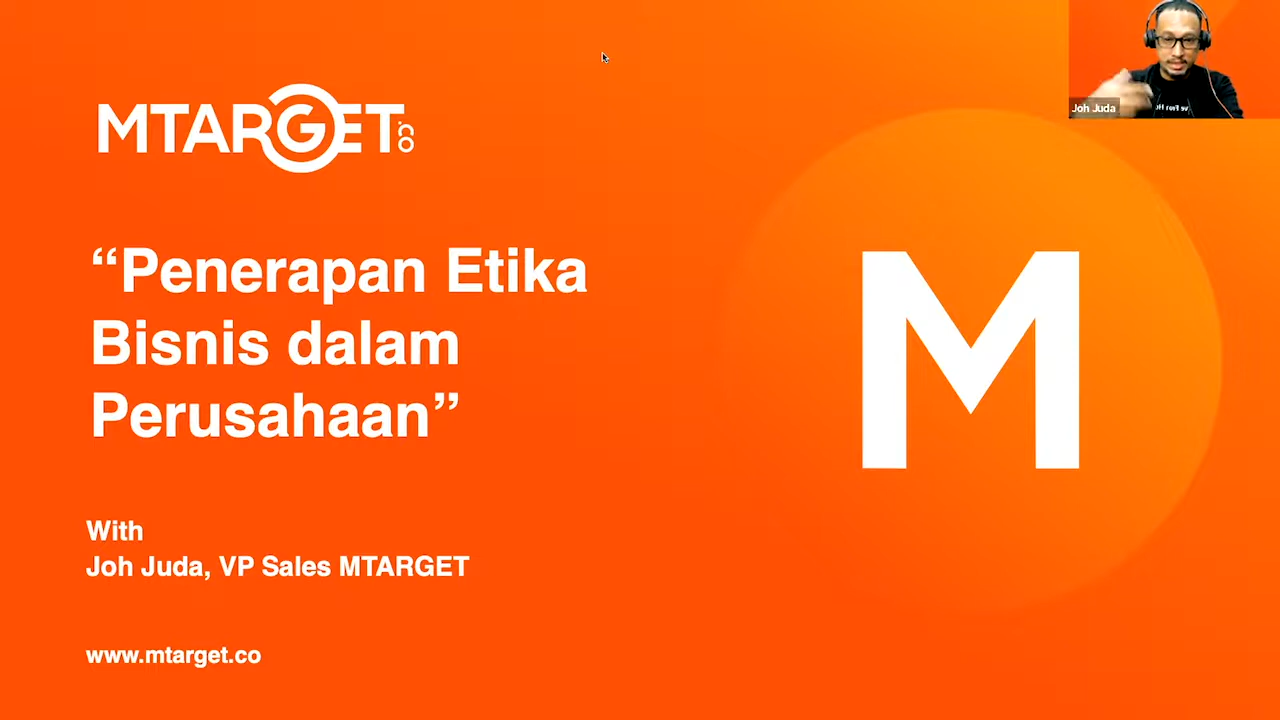 MTARGET.CO
“Penerapan Etika
Bisnis dalam
Perusahaan”
With
Joh Juda, VP Sales MTARGET
www.mtarget.co
M
Joh Juda